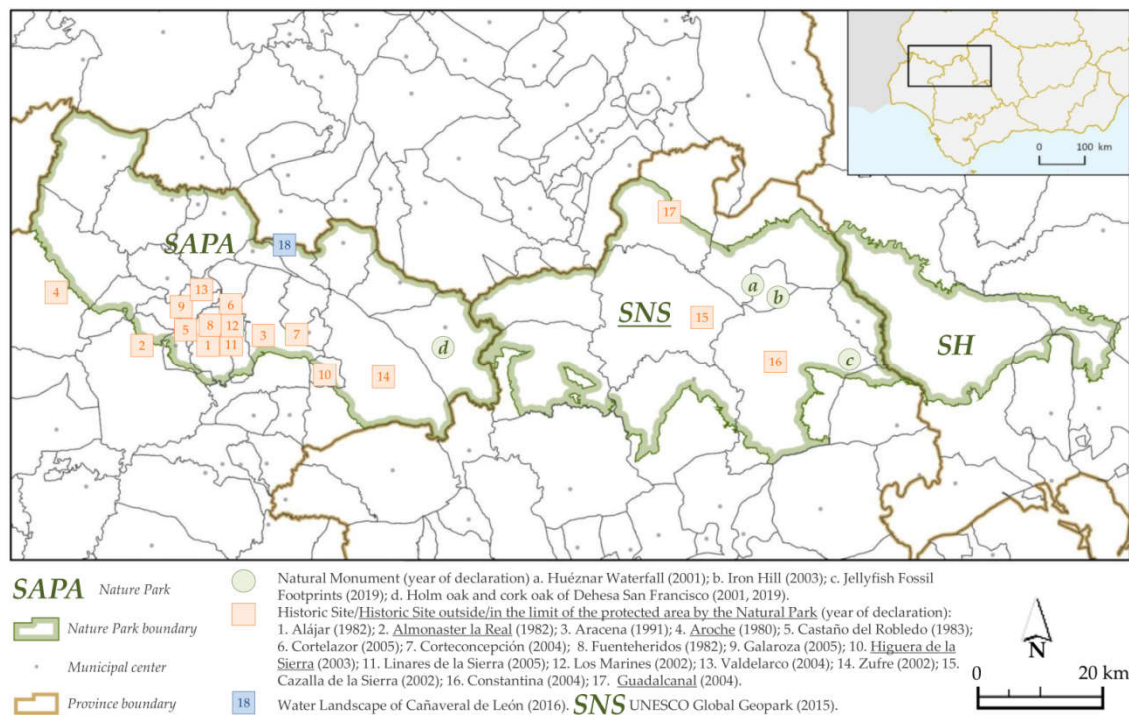 0 100 km
17
SAPA
18
4
13
9
6
a
b
SNS
15
5
8
12
SH
2
1
11
3
7
d
c
16
10
14
SAPA Nature Park
Nature Park boundary
Municipal center
Province boundary
Natural Monument (year of declaration) a. Huéznar Waterfall (2001); b. Iron Hill (2003); c. Jellyfish Fossil
Footprints (2019); d. Holm oak and cork oak of Dehesa San Francisco (2001, 2019).
Historic Site/Historic Site outside/in the limit of the protected area by the Natural Park (year of declaration):
1. Alájar (1982); 2. Almonaster la Real (1982); 3. Aracena (1991); 4. Aroche (1980); 5. Castaño del Robledo (1983);
6. Cortelazor (2005); 7. Corteconcepción (2004); 8. Fuenteheridos (1982); 9. Galaroza (2005); 10. Higuera de la
Sierra (2003); 11. Linares de la Sierra (2005); 12. Los Marines (2002); 13. Valdelarco (2004); 14. Zufre (2002); 15.
Cazalla de la Sierra (2002); 16. Constantina (2004); 17. Guadalcanal (2004).
18 Water Landscape of Cañaveral de León (2016). SNS UNESCO Global Geopark (2015).
N
0 20 km